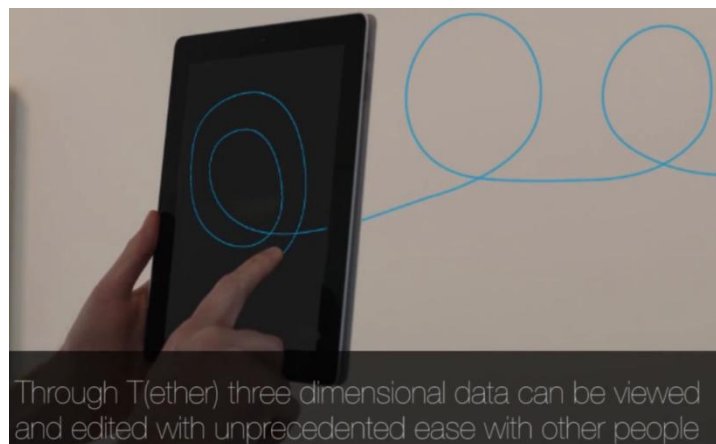 Through T(ether) three dimensional data can be viewed
and edited with unprecedented ease with other people